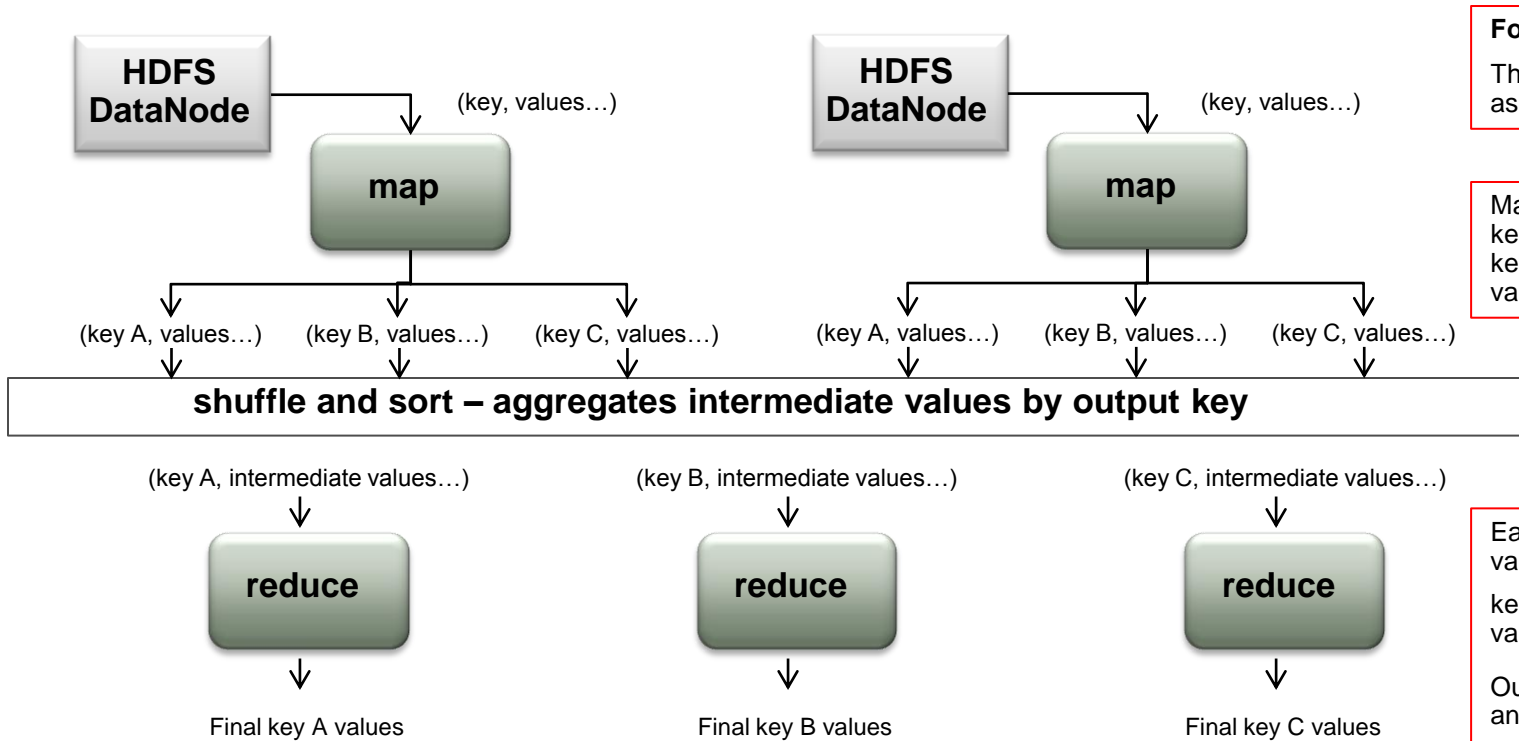 HDFS
DataNode
(key, values…)
HDFS
DataNode
(key, values…)
map
map
(key A, values…) (key B, values…) (key C, values…) (key A, values…) (key B, values…) (key C, values…)
shuffle and sort – aggregates intermediate values by output key
(key A, intermediate values…) (key B, intermediate values…) (key C, intermediate values…)
reduce reduce reduce
Final key A values Final key B values Final key C values